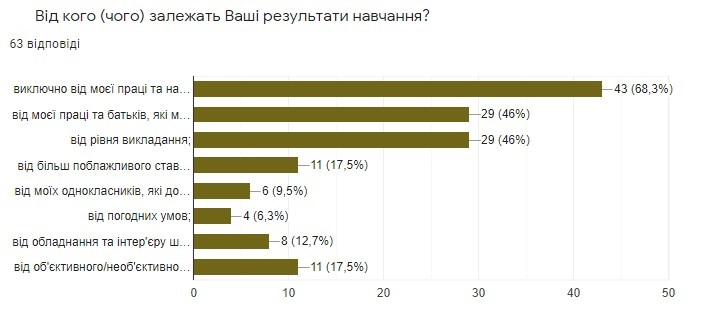 Від кого (чого) залежать Ваші результати навчання?
63 відповіді
виключно від моєї праці та на… 43 (68,3%)
від моєї праці та батьків, які м… 29 (46%)
від рівня викладання; 29 (46%)
від більш поблажливого став… 11 (17,5%)
від моїх однокласників, які до… 6 (9,5%)
від погодних умов; 4 (6,3%)
від обладнання та інтер'єру ш… 8 (12,7%)
від об'єктивного/необ'єктивно… 11 (17,5%)
0 10 20 30 40 50